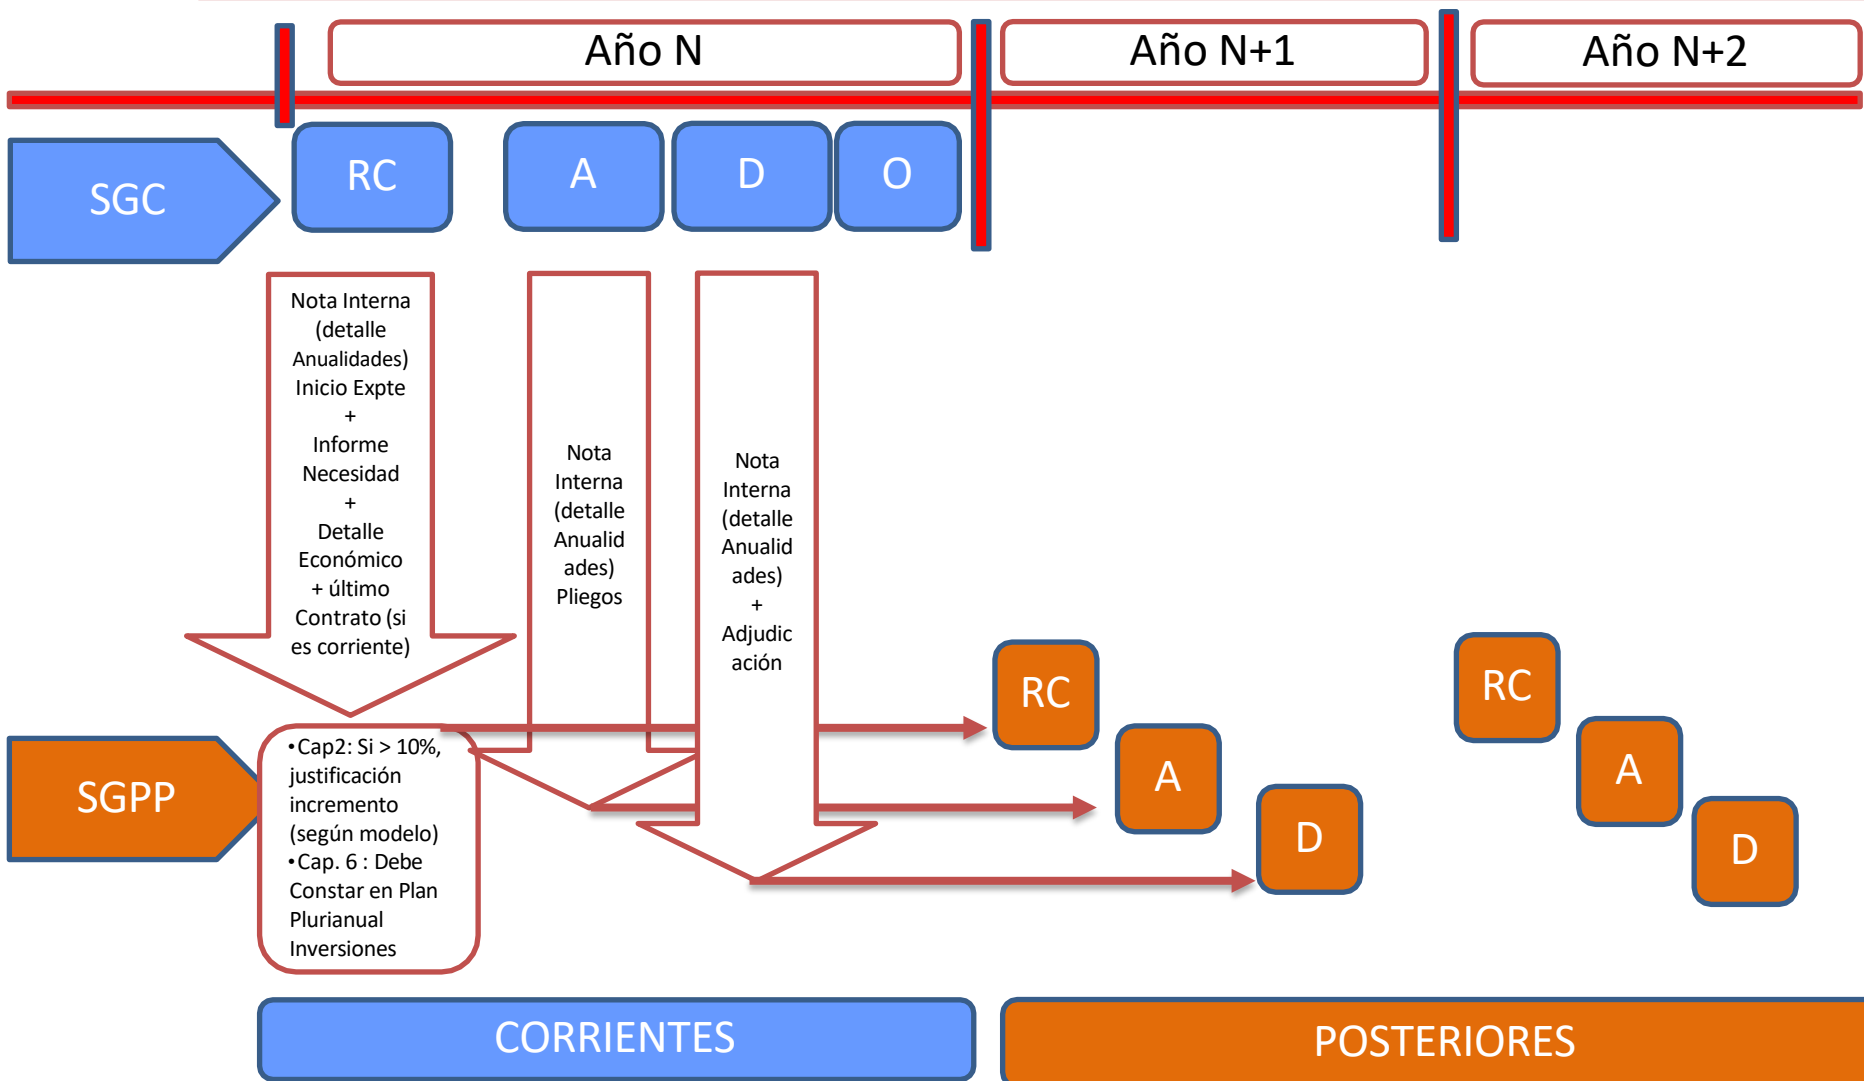 Año N
Año N+1
Año N+2
SGC
RC
A
D
O
Nota Interna
(detalle
Anualidades)
Inicio Expte
+
Informe
Necesidad
+
Detalle
Económico
+ último
Contrato (si
es corriente)
Nota
Interna
(detalle
Anualid
ades)
Pliegos
Nota
Interna
(detalle
Anualid
ades)
+
Adjudic
ación
SGPP
•Cap2: Si > 10%,
justificación
incremento
(según modelo)
•Cap. 6 : Debe
Constar en Plan
Plurianual
Inversiones
RC
A
D
RC
A
D
CORRIENTES
POSTERIORES